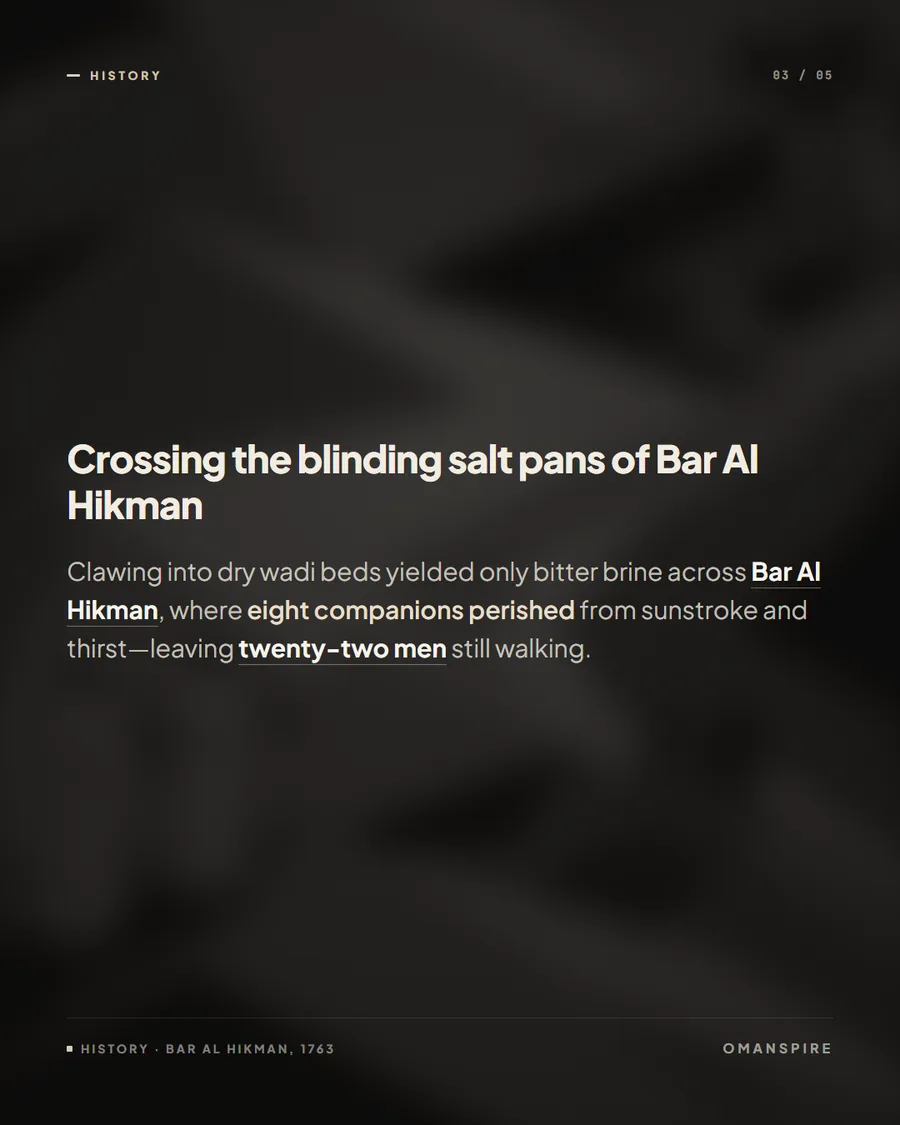 — HISTORY
03 / 05
Crossing the blinding salt pans of Bar Al
Hikman
Clawing into dry wadi beds yielded only bitter brine across Bar Al
Hikman, where eight companions perished from sunstroke and
thirst—leaving twenty-two men still walking.
HISTORY · BAR AL HIKMAN, 1763
OMANSPIRE